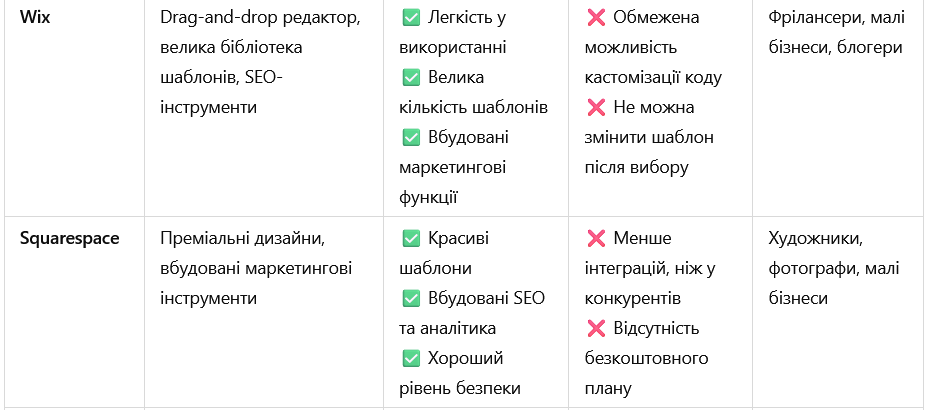 Wix
Drag-and-drop редактор,
велика бібліотека
шаблонів, SEO-
інструменти
✅ Легкість у
використанні
✅ Велика
кількість шаблонів
✅ Вбудовані
маркетингові
функції
❌ Обмежена
можливість
кастомізації коду
❌ Не можна
змінити шаблон
після вибору
Фрілансери, малі
бізнеси, блогери
Squarespace
Преміальні дизайни,
вбудовані маркетингові
інструменти
✅ Красиві
шаблони
✅ Вбудовані SEO
та аналітика
✅ Хороший
рівень безпеки
❌ Менше
інтеграцій, ніж у
конкурентів
❌ Відсутність
безкоштовного
плану
Художники,
фотографи, малі
бізнеси